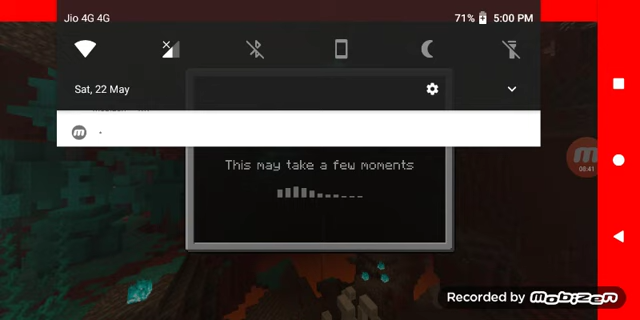 Jio 4G 4G
71% 5:00 PM
Sat, 22 May
m
This may take a few moments
08:41
Recorded by mobizen